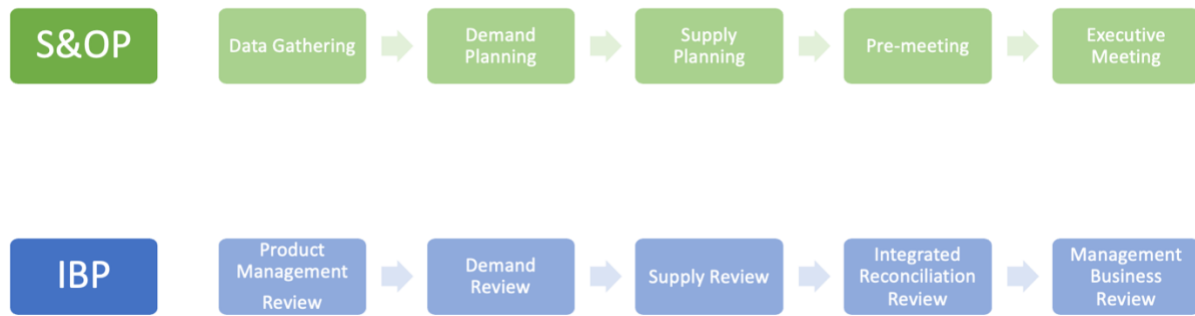 S&OP
Data Gathering
Demand
Planning
Supply
Planning
Pre-meeting
Executive
Meeting
IBP
Product
Management
Review
Demand
Review
Supply Review
Integrated
Reconciliation
Review
Management
Business
Review